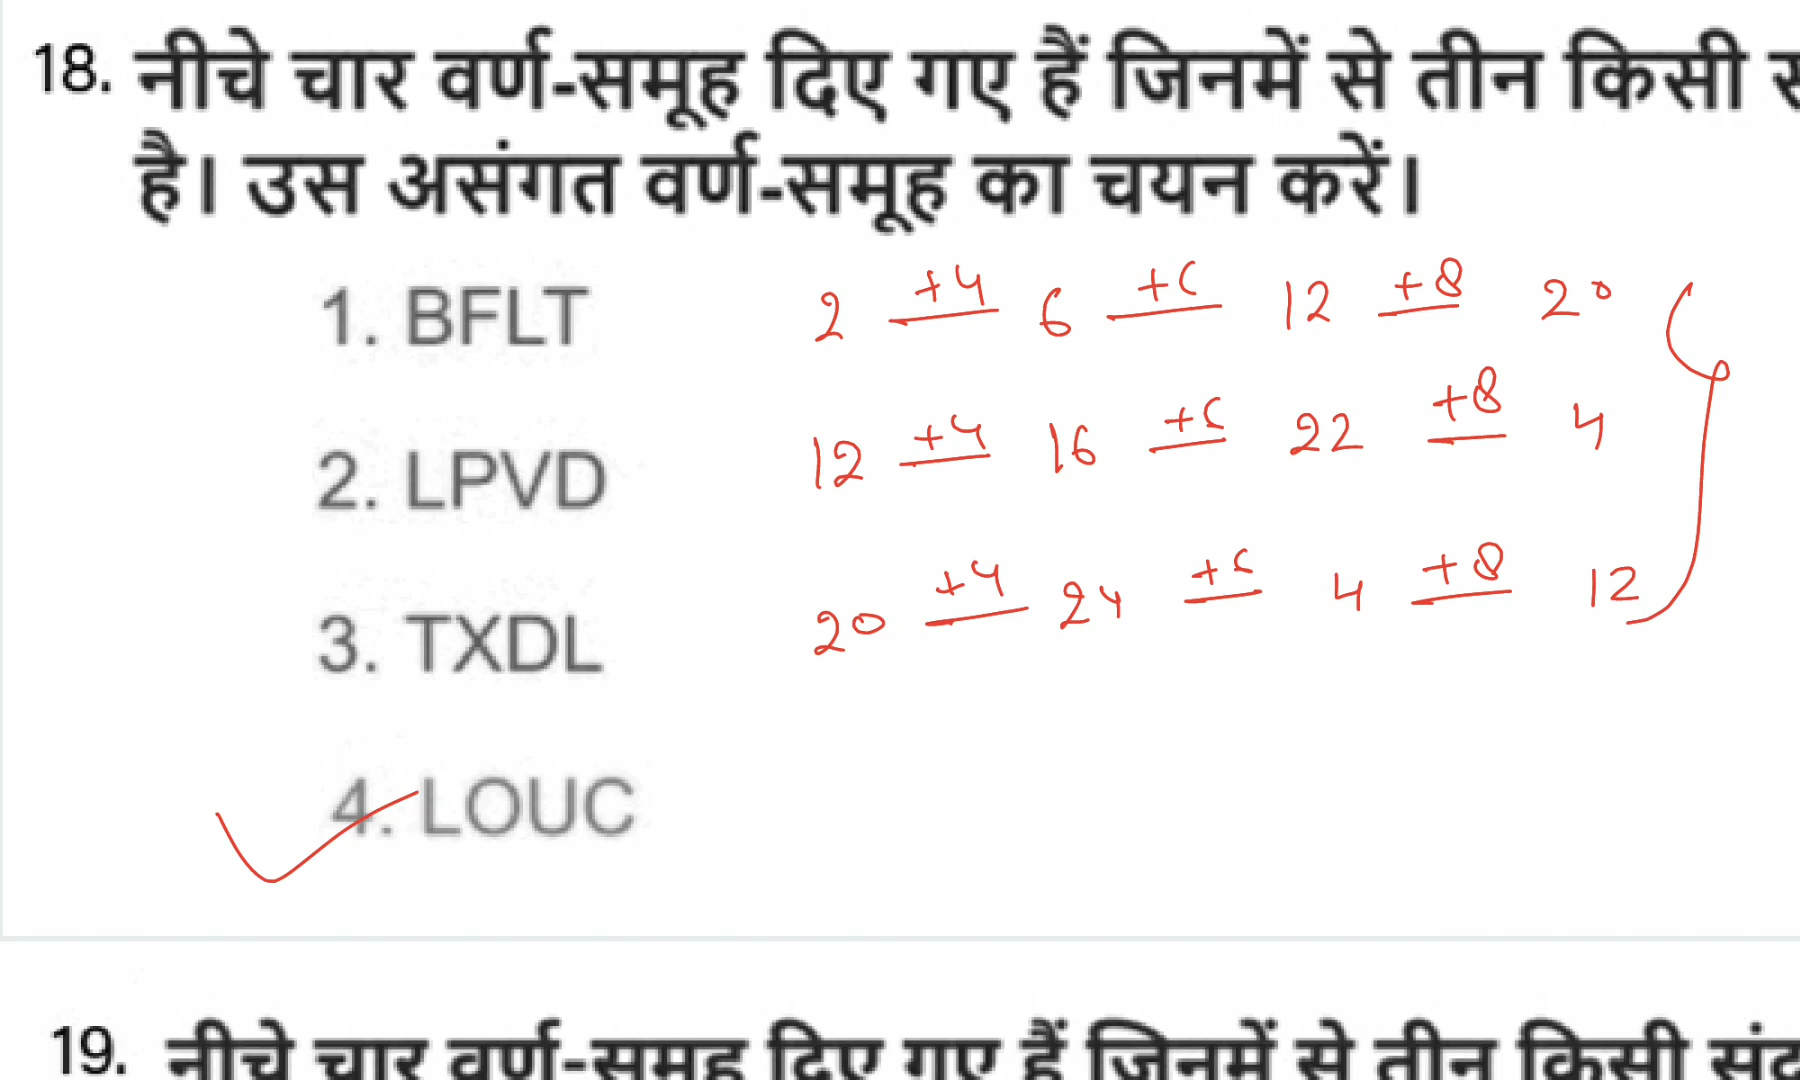 18. नीचे चार वर्ण-समूह दिए गए हैं जिनमें से तीन किसी
है। उस असंगत वर्ण-समूह का चयन करें।
1. BFLT 2 +4 6 +6 12 +8 20
2. LPVD 12 +4 16 +6 22 +8 4
3. TXDL 20 +4 24 +6 4 +8 12
4. LOUC
19. नीचे चार वर्ण-समूह दिए गए हैं जिनमें से तीन किसी